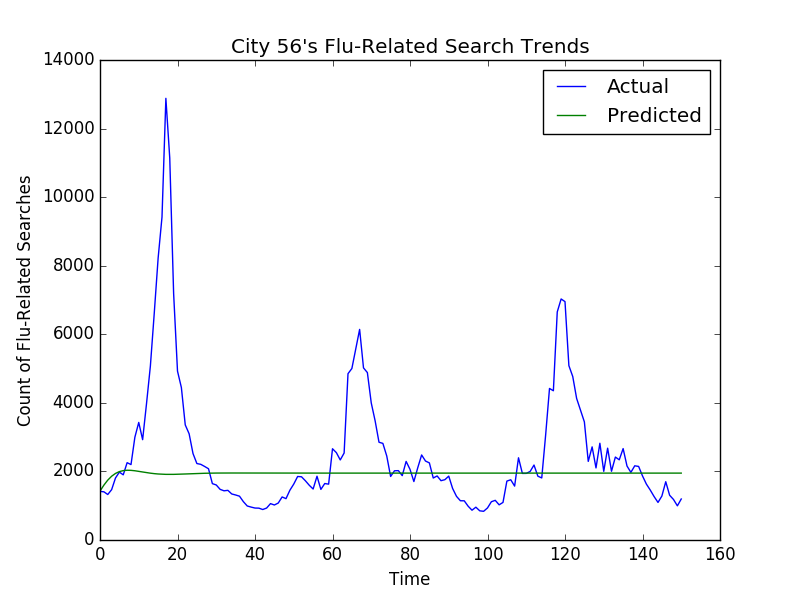 City 56's Flu-Related Search Trends
Actual
Predicted
14000
12000
10000
8000
6000
4000
2000
0
Count of Flu-Related Searches
0 20 40 60 80 100 120 140 160
Time